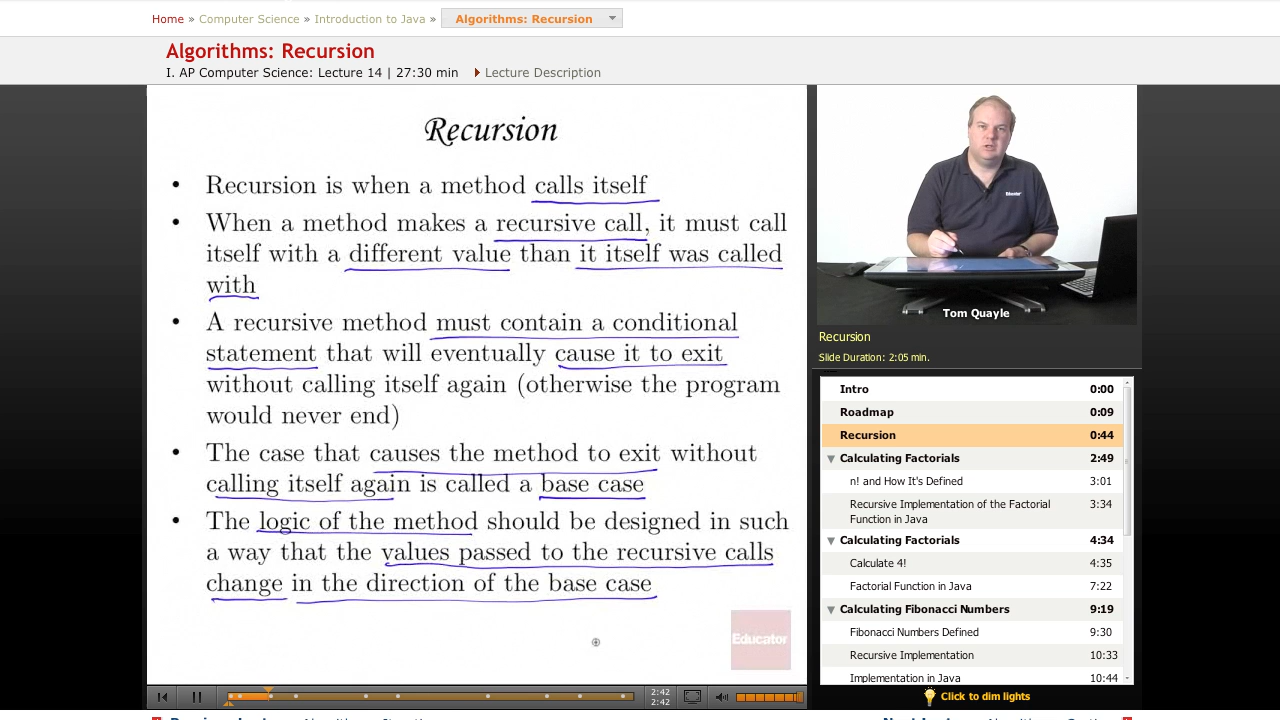 Home » Computer Science » Introduction to Java » Algorithms: Recursion
Algorithms: Recursion
I. AP Computer Science: Lecture 14 | 27:30 min Lecture Description
Recursion
• Recursion is when a method calls itself
• When a method makes a recursive call, it must call
itself with a different value than it itself was called
with
• A recursive method must contain a conditional
statement that will eventually cause it to exit
without calling itself again (otherwise the program
would never end)
• The case that causes the method to exit without
calling itself again is called a base case
• The logic of the method should be designed in such
a way that the values passed to the recursive calls
change in the direction of the base case
Educator
2:42
2:42
Educator
Tom Quayle
Recursion
Slide Duration: 2:05 min.
Intro 0:00
Roadmap 0:09
Recursion 0:44
Calculating Factorials 2:49
n! and How It's Defined 3:01
Recursive Implementation of the Factorial 3:34
Function in Java
Calculating Factorials 4:34
Calculate 4! 4:35
Factorial Function in Java 7:22
Calculating Fibonacci Numbers 9:19
Fibonacci Numbers Defined 9:30
Recursive Implementation 10:33
Implementation in Java 10:44
Click to dim lights